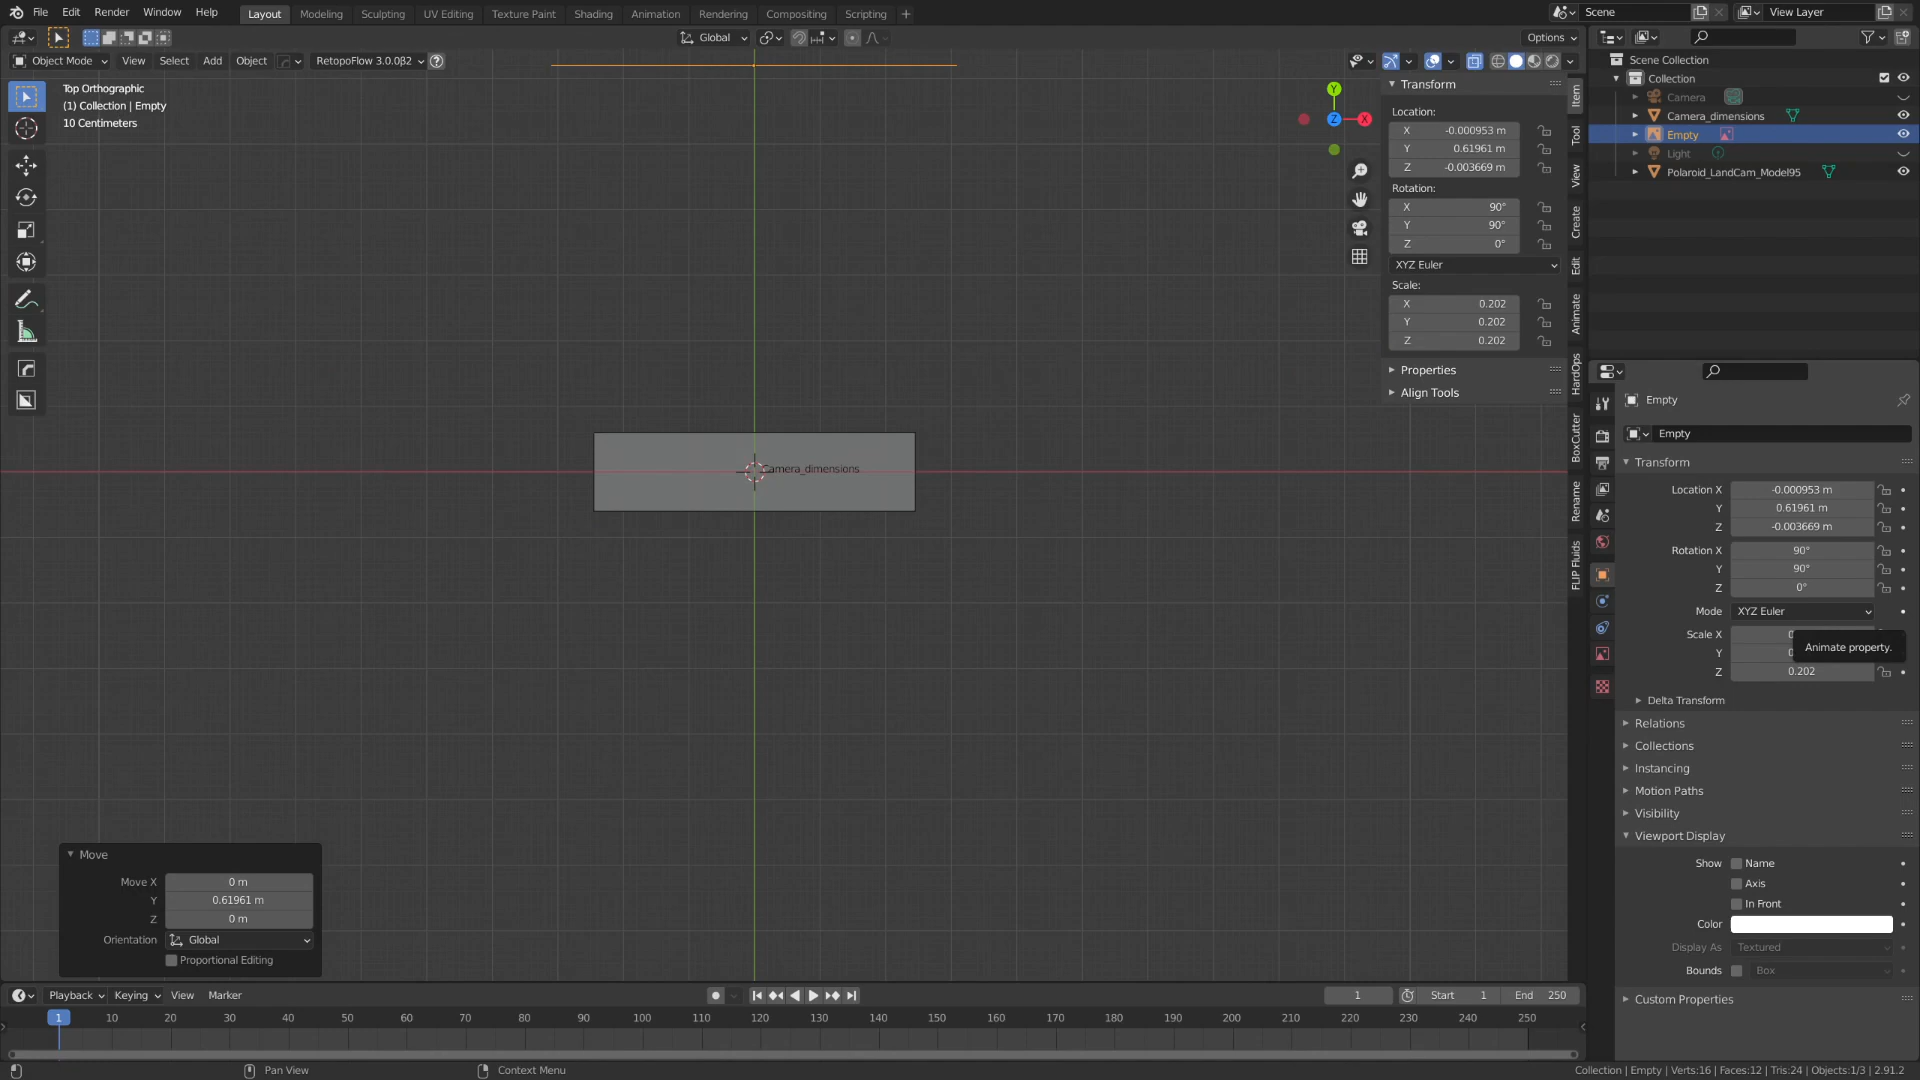 File Edit Render Window Help Layout Modeling Sculpting UV Editing Texture Paint Shading Animation Rendering Compositing Scripting + Scene View Layer
Global Options
Object Mode View Select Add Object RetopoFlow 3.0.0β2
Top Orthographic
(1) Collection | Empty
10 Centimeters
Y
Z X
Camera_dimensions
Transform
Location:
X -0.000953 m
Y 0.61961 m
Z -0.003669 m
Rotation:
X 90°
Y 90°
Z 0°
XYZ Euler
Scale:
X 0.202
Y 0.202
Z 0.202
Properties
Align Tools
Item
Tool
View
Create
Edit
Animate
HardOps
BoxCutter
Rename
FLIP Fluids
Scene Collection
Collection
Camera
Camera_dimensions
Empty
Light
Polaroid_LandCam_Model95
Empty
Empty
Transform
Location X -0.000953 m
Y 0.61961 m
Z -0.003669 m
Rotation X 90°
Y 90°
Z 0°
Mode XYZ Euler
Scale X
Animate property.
Y
Z 0.202
Delta Transform
Relations
Collections
Instancing
Motion Paths
Visibility
Viewport Display
Show Name
Axis
In Front
Color
Display As Textured
Bounds Box
Custom Properties
Move
Move X 0 m
Y 0.61961 m
Z 0 m
Orientation Global
Proportional Editing
Playback Keying View Marker 1 Start 1 End 250
1 10 20 30 40 50 60 70 80 90 100 110 120 130 140 150 160 170 180 190 200 210 220 230 240 250
Pan View Context Menu Collection | Empty | Verts:16 | Faces:12 | Tris:24 | Objects:1/3 | 2.91.2